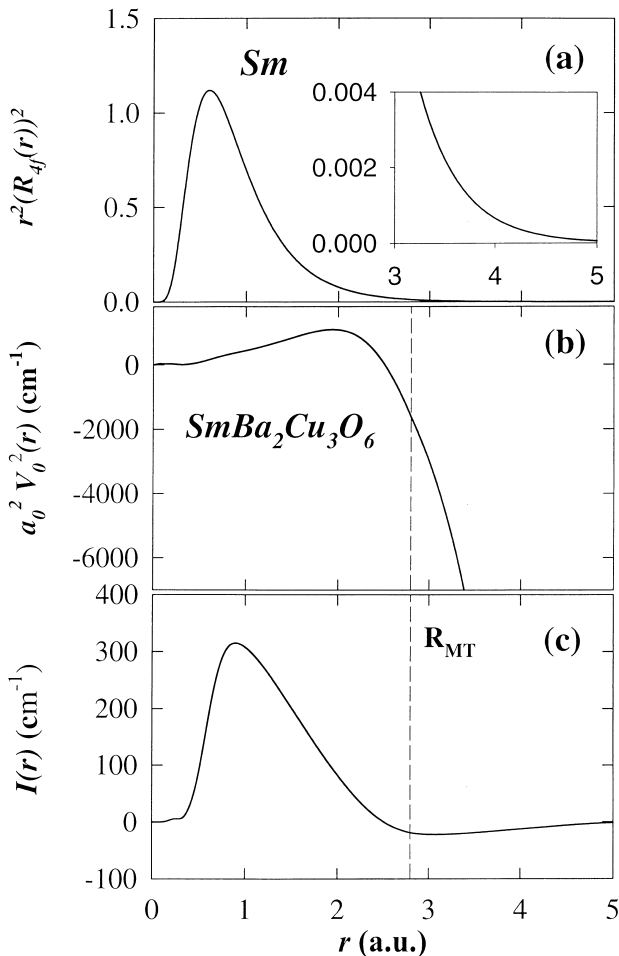 1.5
Sm
(a)
1.0
0.5
0.0
r²(R₄f(r))²
0.004
0.002
0.000
3 4 5
(b)
0
-2000
-4000
-6000
a₀² V₀²(r) (cm⁻¹)
SmBa₂Cu₃O₆
400
300
200
100
0
-100
I(r) (cm⁻¹)
R_MT
(c)
0 1 2 3 4 5
r (a.u.)